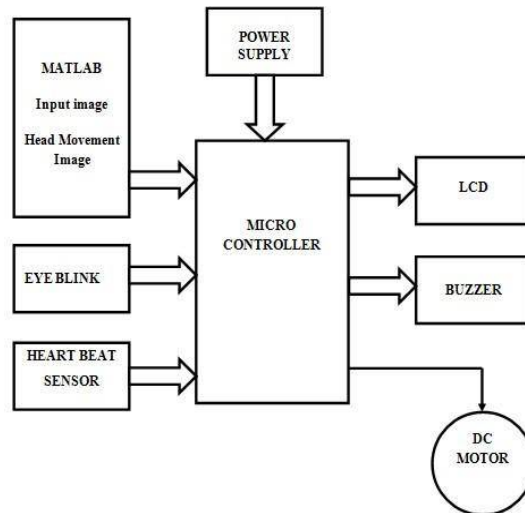 MATLAB
Input image
Head Movement
Image
POWER
SUPPLY
MICRO
CONTROLLER
LCD
EYE BLINK
BUZZER
HEART BEAT
SENSOR
DC
MOTOR